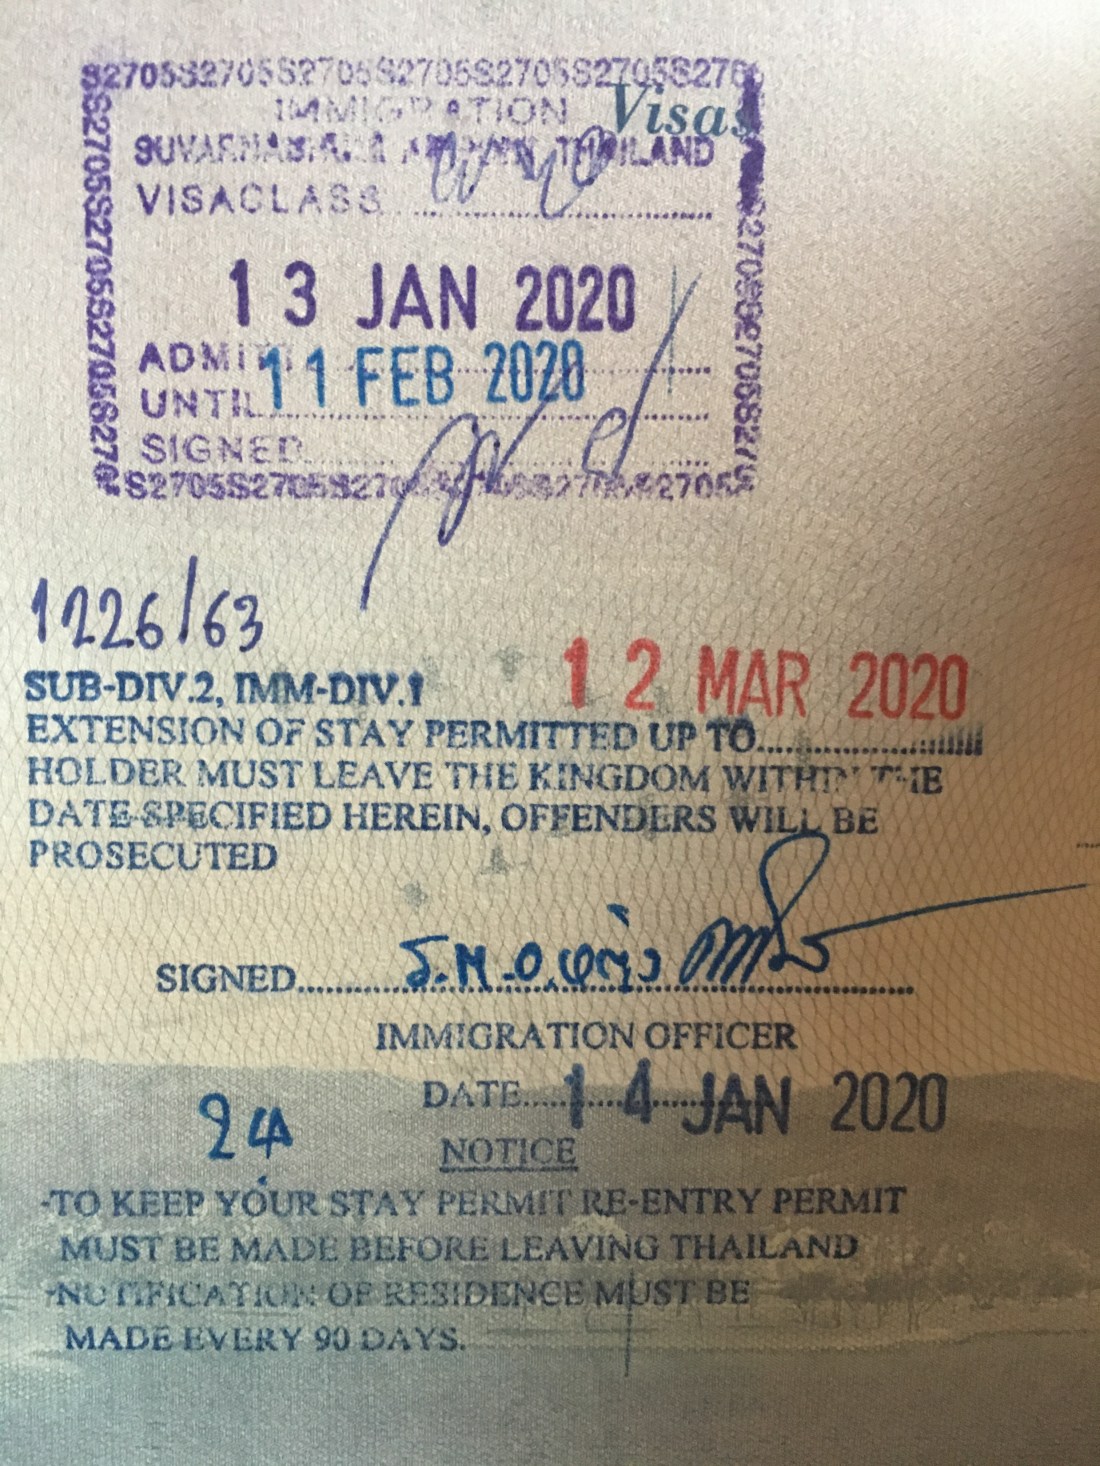 S2705S2705S2705S2705S2705S2705S270
IMMIGRATION Visas
SUVARNABHUMI AIRPORT, THAILAND
VISACLASS
13 JAN 2020
ADMIT
UNTIL 11 FEB 2020
SIGNED
S2705S2705S2705S2705S2705S2705
1226/63
SUB-DIV.2, IMM-DIV.1
12 MAR 2020
EXTENSION OF STAY PERMITTED UP TO
HOLDER MUST LEAVE THE KINGDOM WITHIN THE
DATE SPECIFIED HEREIN, OFFENDERS WILL BE
PROSECUTED
SIGNED
IMMIGRATION OFFICER
DATE 14 JAN 2020
NOTICE
-TO KEEP YOUR STAY PERMIT RE-ENTRY PERMIT
MUST BE MADE BEFORE LEAVING THAILAND
-NOTIFICATION OF RESIDENCE MUST BE
MADE EVERY 90 DAYS.